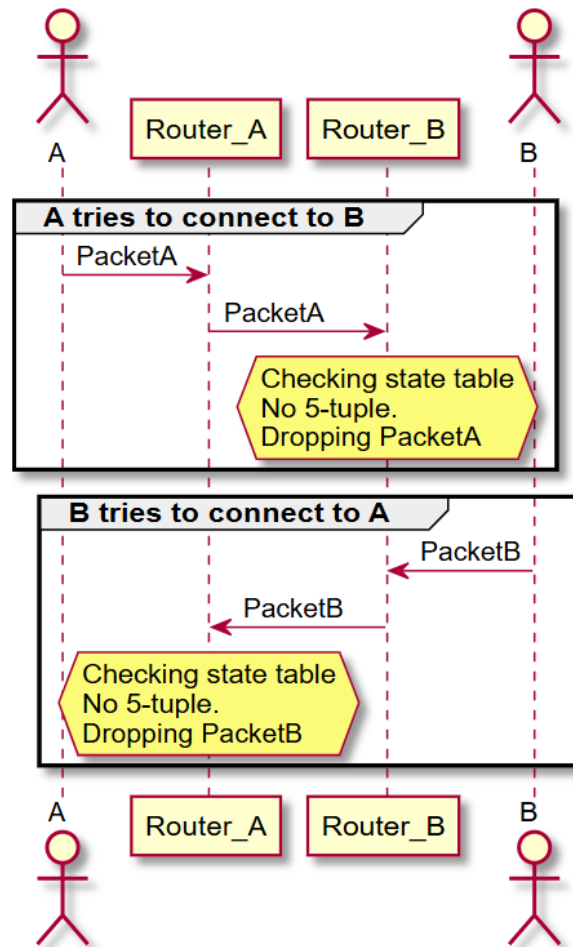 A
Router_A
Router_B
B
A tries to connect to B
PacketA
PacketA
Checking state table
No 5-tuple.
Dropping PacketA
B tries to connect to A
PacketB
PacketB
Checking state table
No 5-tuple.
Dropping PacketB
A
Router_A
Router_B
B